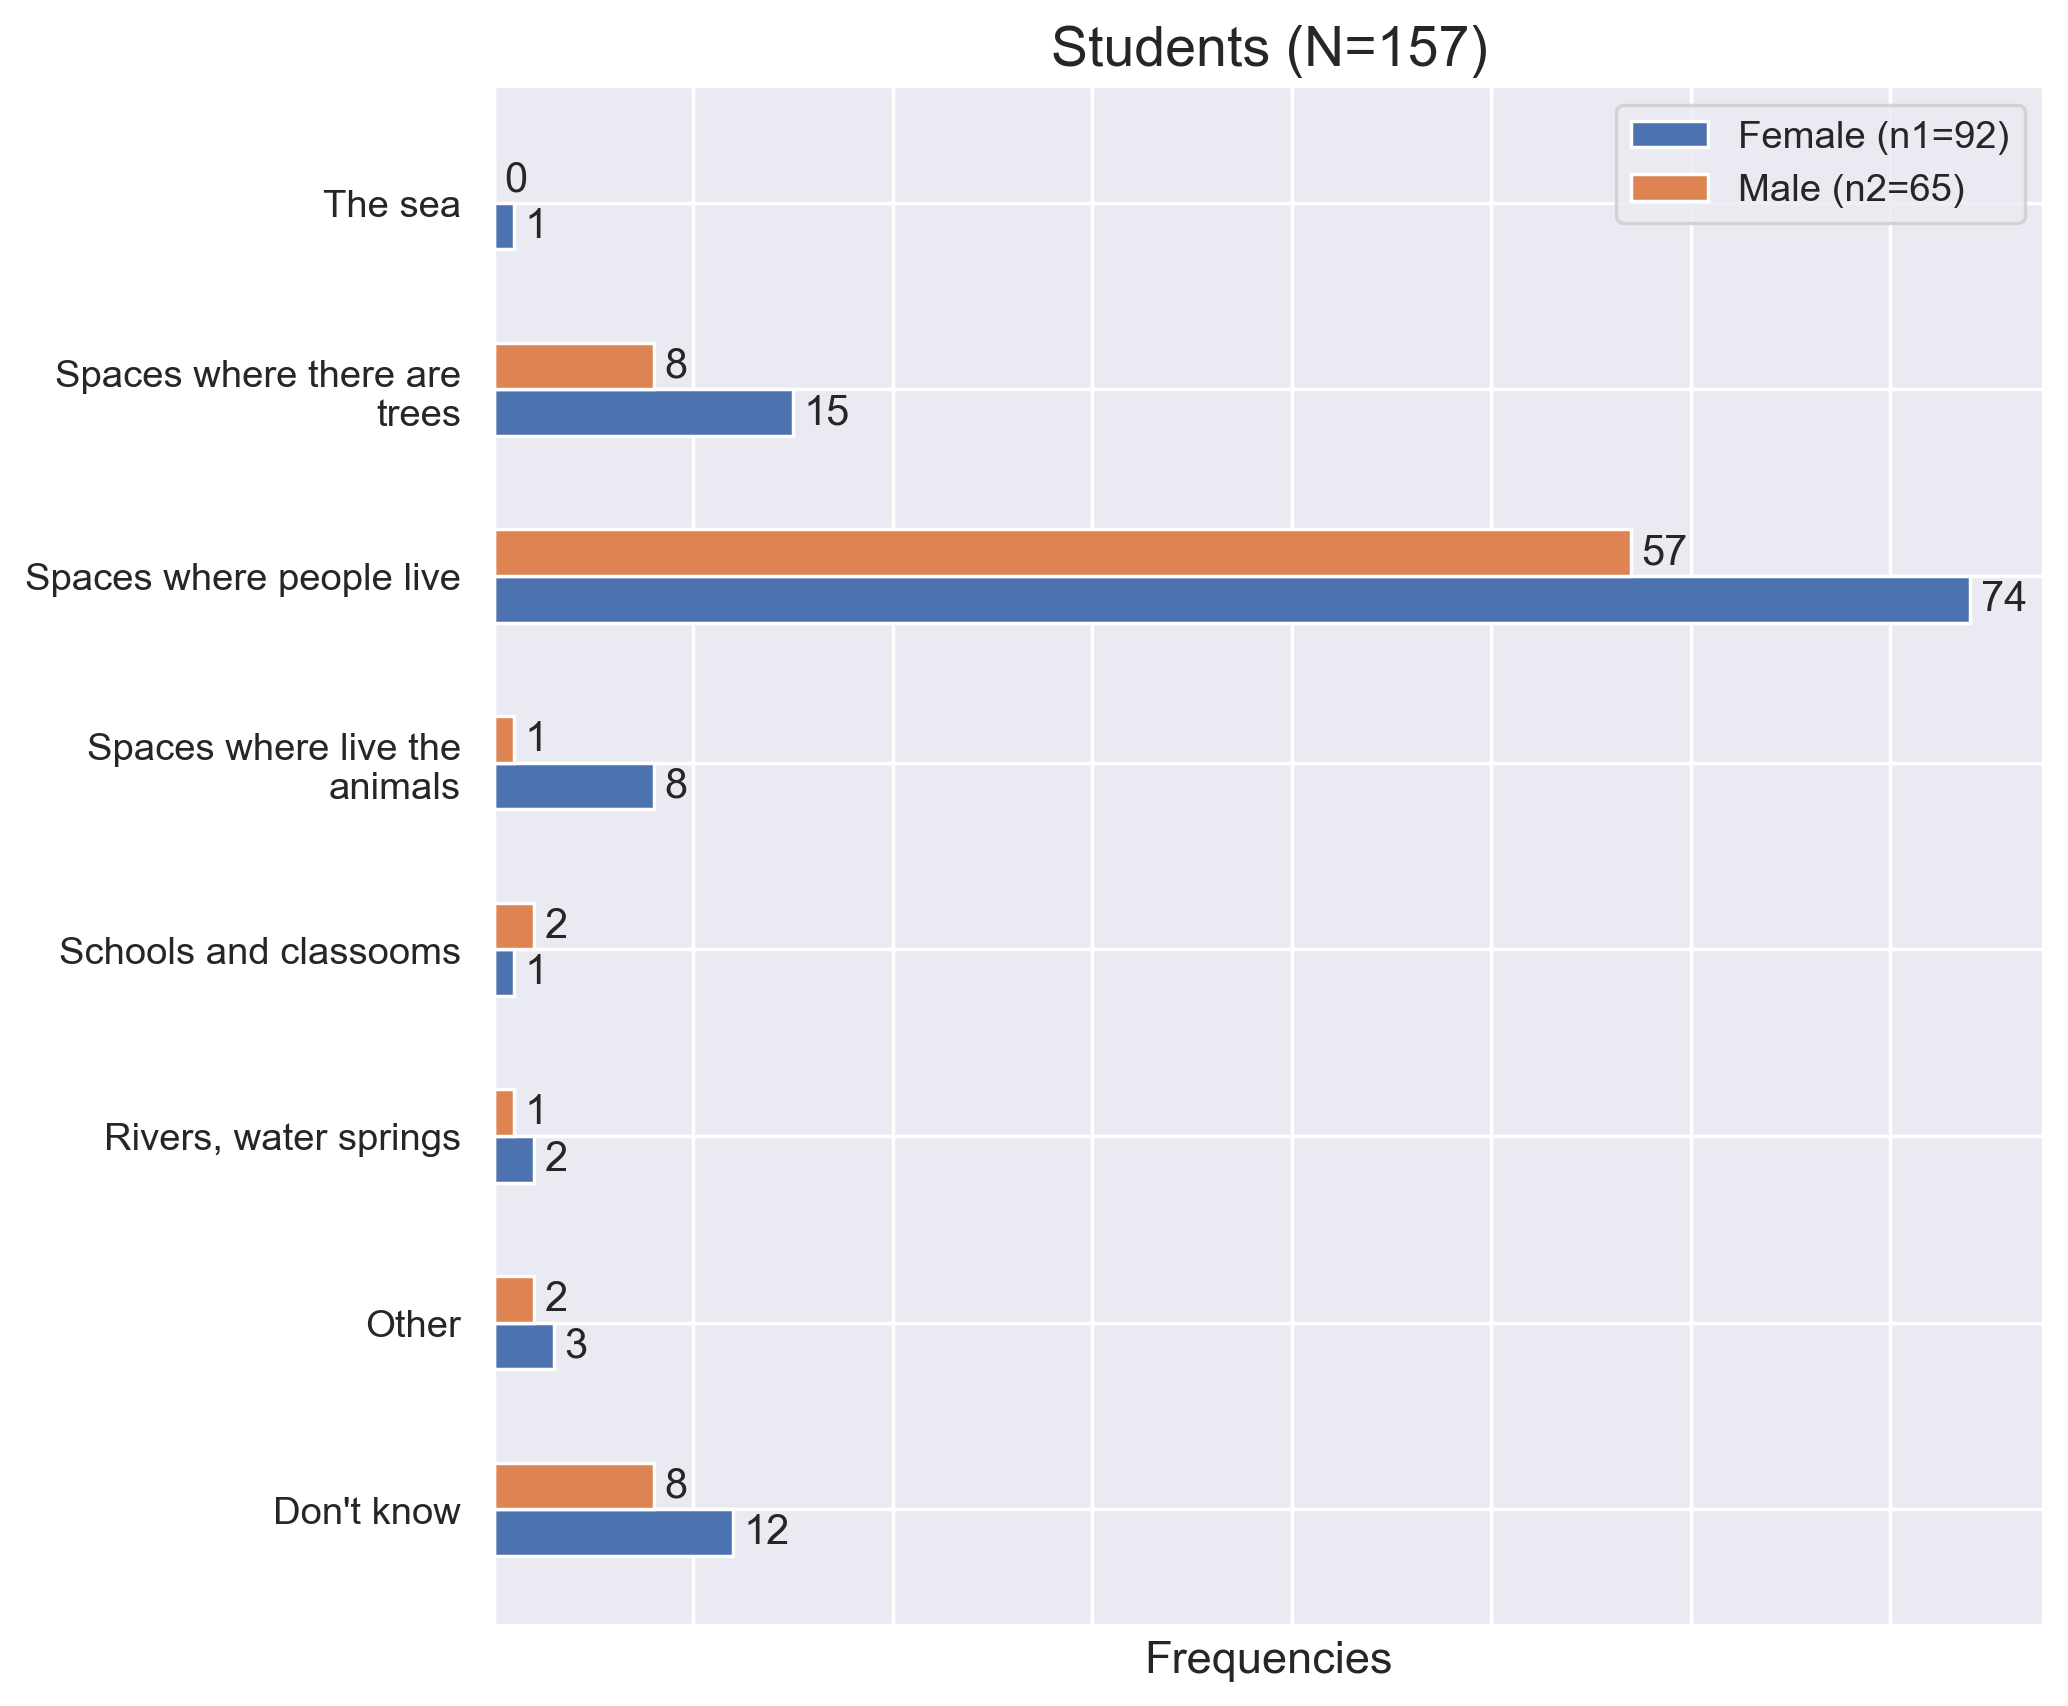 Students (N=157)
Female (n1=92)
Male (n2=65)
The sea
0
1
Spaces where there are
trees
8
15
Spaces where people live
57
74
Spaces where live the
animals
1
8
Schools and classooms
2
1
Rivers, water springs
1
2
Other
2
3
Don't know
8
12
Frequencies